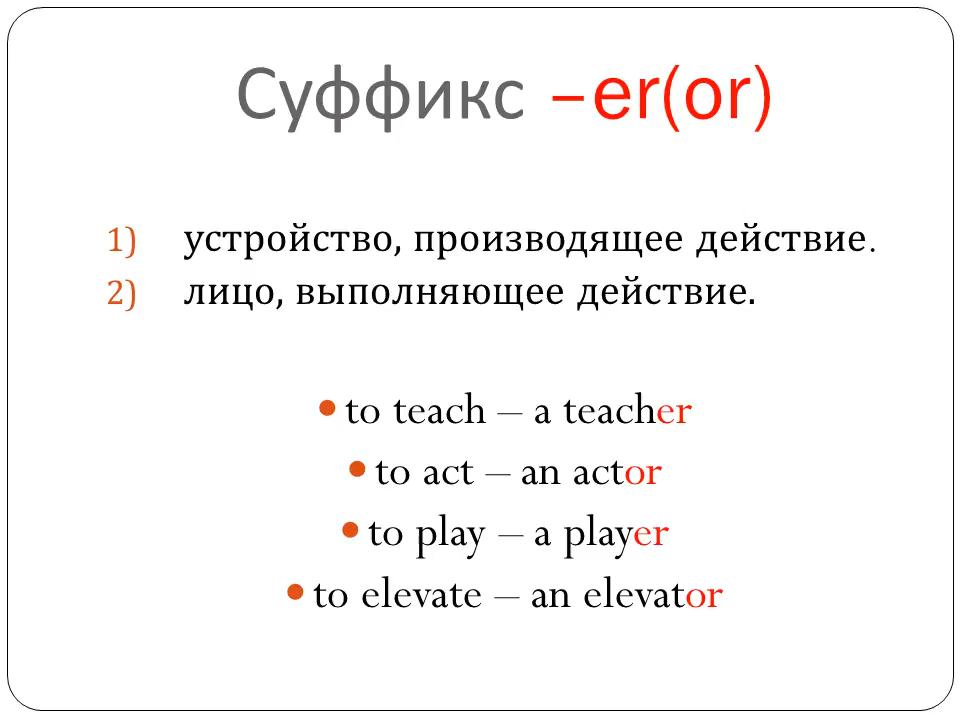 Суффикс –er(or)
1) устройство, производящее действие.
2) лицо, выполняющее действие.
• to teach – a teacher
• to act – an actor
• to play – a player
• to elevate – an elevator